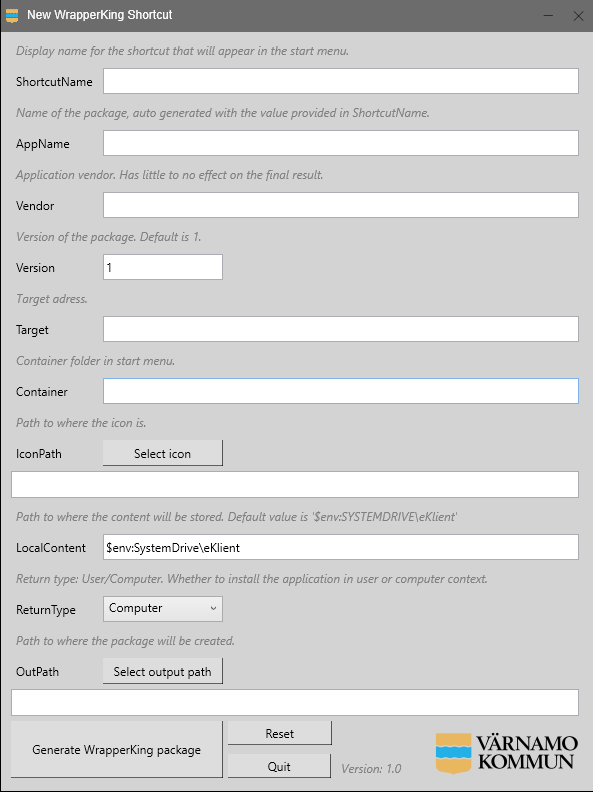 New WrapperKing Shortcut
Display name for the shortcut that will appear in the start menu.
ShortcutName
Name of the package, auto generated with the value provided in ShortcutName.
AppName
Application vendor. Has little to no effect on the final result.
Vendor
Version of the package. Default is 1.
Version 1
Target adress.
Target
Container folder in start menu.
Container
Path to where the icon is.
IconPath Select icon
Path to where the content will be stored. Default value is '$env:SYSTEMDRIVE\eKlient'
LocalContent $env:SystemDrive\eKlient
Return type: User/Computer. Whether to install the application in user or computer context.
ReturnType Computer
Path to where the package will be created.
OutPath Select output path
Generate WrapperKing package
Reset
Quit
Version: 1.0
VÄRNAMO
KOMMUN